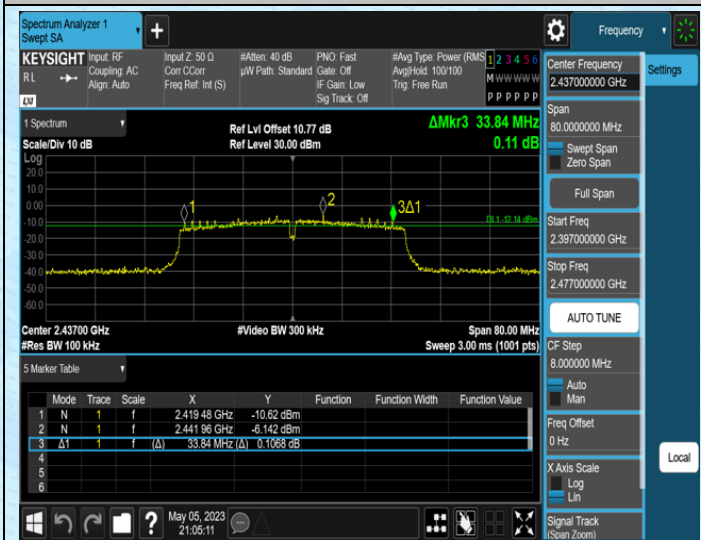 Spectrum Analyzer 1
Swept SA
+
Frequency
KEYSIGHT
R L
LXI
Input: RF
Coupling: AC
Align: Auto
Input Z: 50 Ω
Corr CCorr
Freq Ref: Int (S)
#Atten: 40 dB
µW Path: Standard
PNO: Fast
Gate: Off
IF Gain: Low
Sig Track: Off
#Avg Type: Power (RMS
Avg|Hold: 100/100
Trig: Free Run
1 2 3 4 5 6
M W W W W W
P P P P P P
1 Spectrum
Scale/Div 10 dB
Ref Lvl Offset 10.77 dB
Ref Level 30.00 dBm
ΔMkr3 33.84 MHz
0.11 dB
Log
20.0
10.0
0.00
-10.0
-20.0
-30.0
-40.0
-50.0
-60.0
1
2
3Δ1
DL1 -12.14 dBm
Center 2.43700 GHz
#Res BW 100 kHz
#Video BW 300 kHz
Span 80.00 MHz
Sweep 3.00 ms (1001 pts)
5 Marker Table
Mode Trace Scale X Y Function Function Width Function Value
1 N 1 f 2.419 48 GHz -10.62 dBm
2 N 1 f 2.441 96 GHz -6.142 dBm
3 Δ1 1 f (Δ) 33.84 MHz (Δ) 0.1068 dB
4
5
6
?
May 05, 2023
21:05:11
Center Frequency
2.437000000 GHz
Span
80.0000000 MHz
Swept Span
Zero Span
Full Span
Start Freq
2.397000000 GHz
Stop Freq
2.477000000 GHz
AUTO TUNE
CF Step
8.000000 MHz
Auto
Man
Freq Offset
0 Hz
X Axis Scale
Log
Lin
Signal Track
(Span Zoom)
Settings
Local